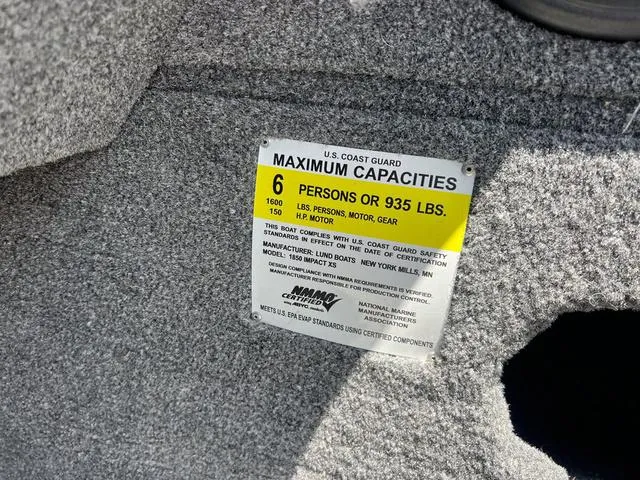 U.S. COAST GUARD
MAXIMUM CAPACITIES
6 PERSONS OR 935 LBS.
1600 LBS. PERSONS, MOTOR, GEAR
150 H.P. MOTOR
THIS BOAT COMPLIES WITH U.S. COAST GUARD SAFETY
STANDARDS IN EFFECT ON THE DATE OF CERTIFICATION
MANUFACTURER: LUND BOATS NEW YORK MILLS, MN
MODEL: 1850 IMPACT XS
DESIGN COMPLIANCE WITH NMMA REQUIREMENTS IS VERIFIED.
MANUFACTURER RESPONSIBLE FOR PRODUCTION CONTROL.
NMMA
CERTIFIED
using ABYC standards
NATIONAL MARINE
MANUFACTURERS
ASSOCIATION
MEETS U.S. EPA EVAP STANDARDS USING CERTIFIED COMPONENTS